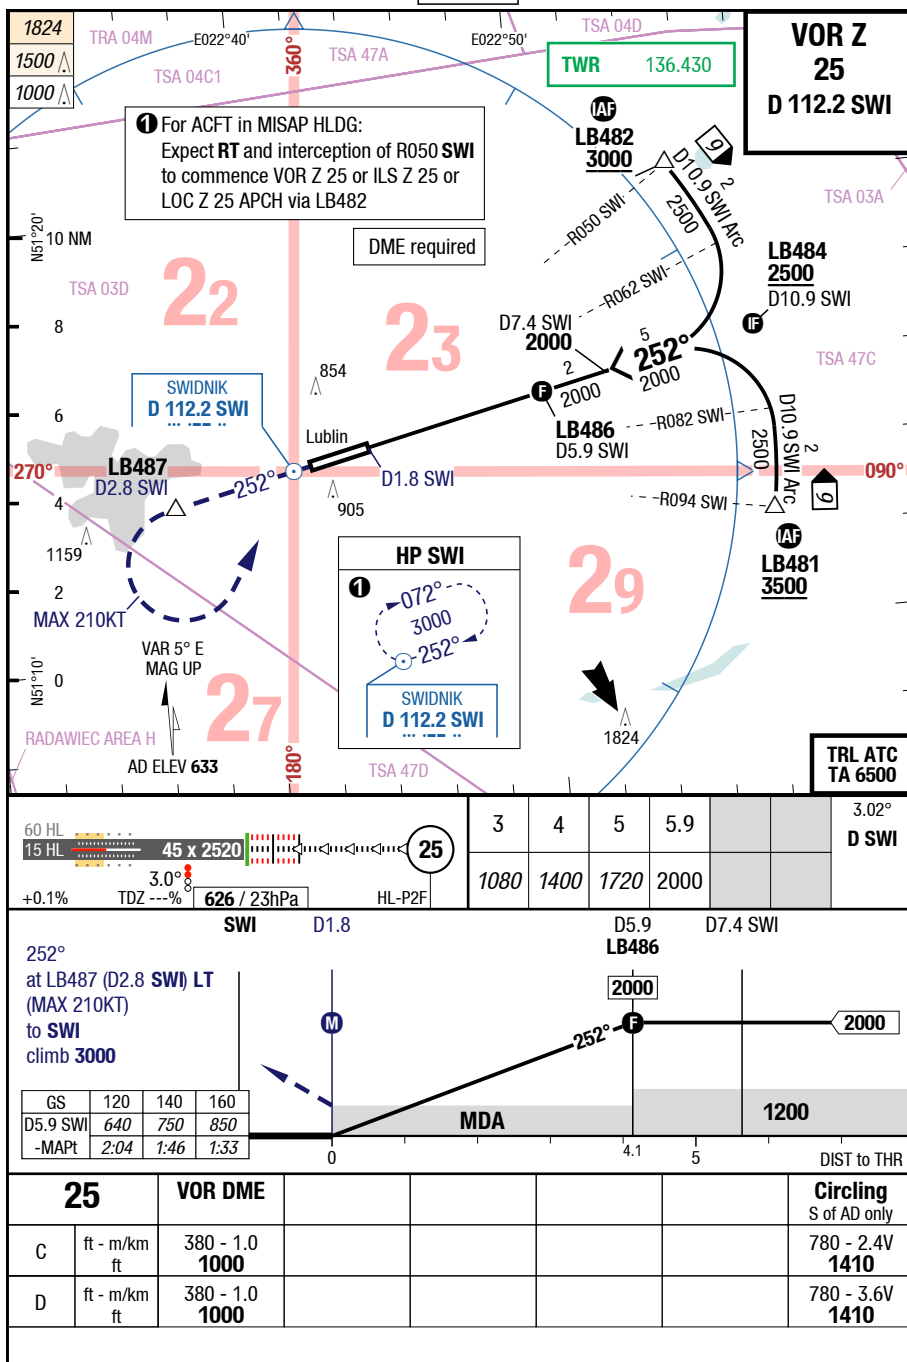 1824
1500
1000
TRA 04M
E022°40'
360°
TSA 47A
E022°50'
TSA 04D
TSA 04C1
TWR 136.430
VOR Z
25
D 112.2 SWI
1 For ACFT in MISAP HLDG:
Expect RT and interception of R050 SWI
to commence VOR Z 25 or ILS Z 25 or
LOC Z 25 APCH via LB482
DME required
IAF
LB482
3000
9
D10.9 SWI Arc
2
2500
R050 SWI
TSA 03A
N51°20'
10 NM
TSA 03D
22
23
R062 SWI
LB484
2500
D10.9 SWI
IF
8
D7.4 SWI
2000
5
252°
2000
TSA 47C
854
SWIDNIK
D 112.2 SWI
2
2000
F
LB486
D5.9 SWI
R082 SWI
D10.9 SWI Arc
2
2500
6
Lublin
270°
LB487
D2.8 SWI
252°
D1.8 SWI
090°
9
4
905
R094 SWI
1159
IAF
LB481
3500
HP SWI
1
072°
3000
252°
SWIDNIK
D 112.2 SWI
29
2
MAX 210KT
VAR 5° E
MAG UP
N51°10'
0
27
RADAWIEC AREA H
1824
AD ELEV 633
180°
TSA 47D
TRL ATC
TA 6500
60 HL
15 HL
45 x 2520
25
3.0°
+0.1%
TDZ ---%
626 / 23hPa
HL-P2F
3 4 5 5.9
1080 1400 1720 2000
3.02°
D SWI
SWI D1.8 D5.9 D7.4 SWI
LB486
252°
at LB487 (D2.8 SWI) LT
(MAX 210KT)
to SWI
climb 3000
2000
M
252°
F
2000
GS 120 140 160
D5.9 SWI 640 750 850
-MAPt 2:04 1:46 1:33
MDA
1200
0
4.1
5
DIST to THR
25 VOR DME Circling
S of AD only
C ft - m/km 380 - 1.0 780 - 2.4V
ft 1000 1410
D ft - m/km 380 - 1.0 780 - 3.6V
ft 1000 1410